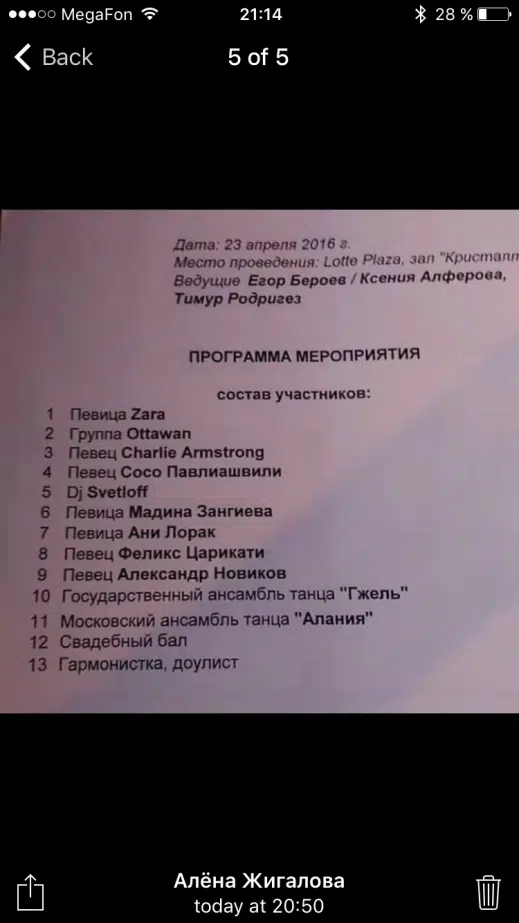 MegaFon 21:14 28 %
Back 5 of 5
Дата: 23 апреля 2016 г.
Место проведения: Lotte Plaza, зал "Кристалл
Ведущие Егор Бероев / Ксения Алферова,
Тимур Родригез
ПРОГРАММА МЕРОПРИЯТИЯ
состав участников:
1 Певица Zara
2 Группа Ottawan
3 Певец Charlie Armstrong
4 Певец Сосо Павлиашвили
5 Dj Svetloff
6 Певица Мадина Зангиева
7 Певица Ани Лорак
8 Певец Феликс Царикати
9 Певец Александр Новиков
10 Государственный ансамбль танца "Гжель"
11 Московский ансамбль танца "Алания"
12 Свадебный бал
13 Гармонистка, доулист
Алёна Жигалова
today at 20:50